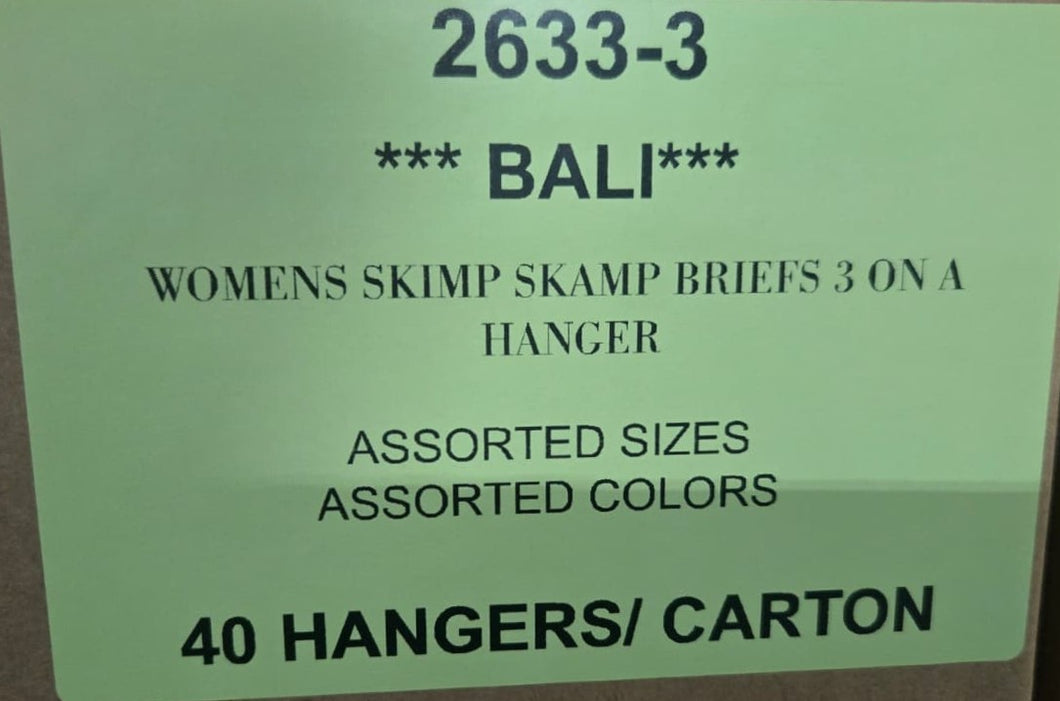 2633-3
*** BALI***
WOMENS SKIMP SKAMP BRIEFS 3 ON A
HANGER
ASSORTED SIZES
ASSORTED COLORS
40 HANGERS/ CARTON